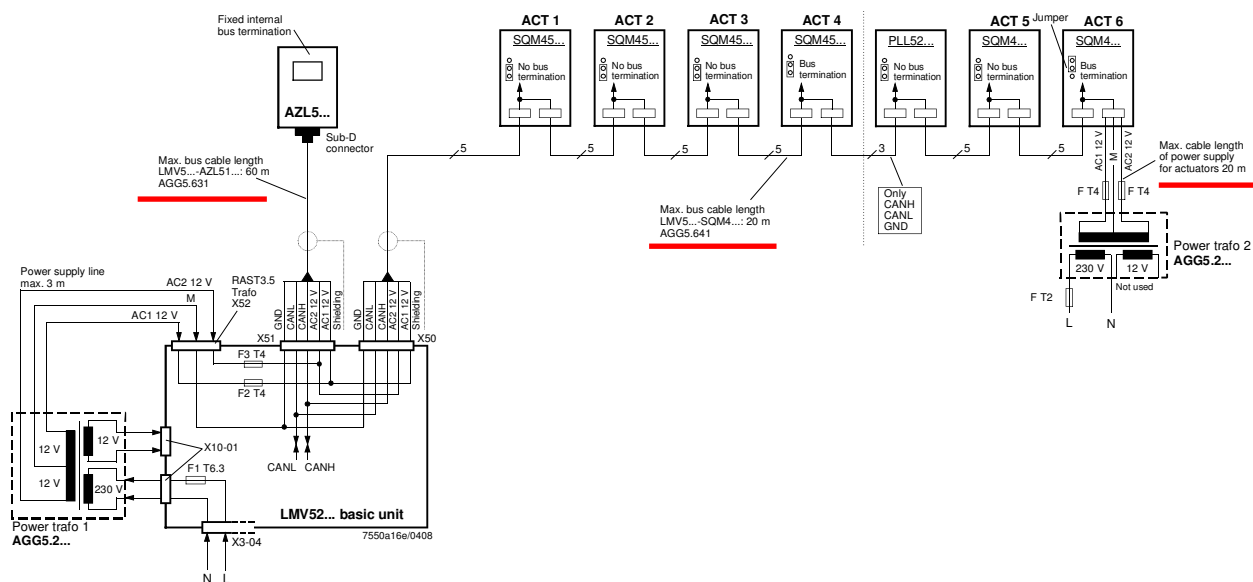 Fixed internal
bus termination
AZL5...
Sub-D
connector
Max. bus cable length
LMV5...-AZL51...: 60 m
AGG5.631
ACT 1
SQM45...
No bus
termination
ACT 2
SQM45...
No bus
termination
ACT 3
SQM45...
No bus
termination
ACT 4
SQM45...
Bus
termination
PLL52...
No bus
termination
ACT 5
SQM4...
No bus
termination
Jumper
ACT 6
SQM4...
Bus
termination
5
5
5
5
3
5
5
Max. bus cable length
LMV5...-SQM4...: 20 m
AGG5.641
Only
CANH
CANL
GND
AC1 12 V
M
AC2 12 V
Max. cable length
of power supply
for actuators 20 m
F T4
F T4
Power trafo 2
AGG5.2...
230 V
12 V
Not used
F T2
L
N
Power supply line
max. 3 m
AC2 12 V
M
AC1 12 V
RAST3.5
Trafo
X52
GND
CANL
CANH
AC2 12 V
AC1 12 V
Shielding
GND
CANL
CANH
AC2 12 V
AC1 12 V
Shielding
X51
X50
F3 T4
F2 T4
CANL
CANH
12 V
12 V
12 V
230 V
X10-01
F1 T6.3
LMV52... basic unit
Power trafo 1
AGG5.2...
X3-04
7550a16e/0408
N
L